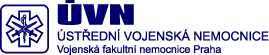 ÚVN
ÚSTŘEDNÍ VOJENSKÁ NEMOCNICE
Vojenská fakultní nemocnice Praha